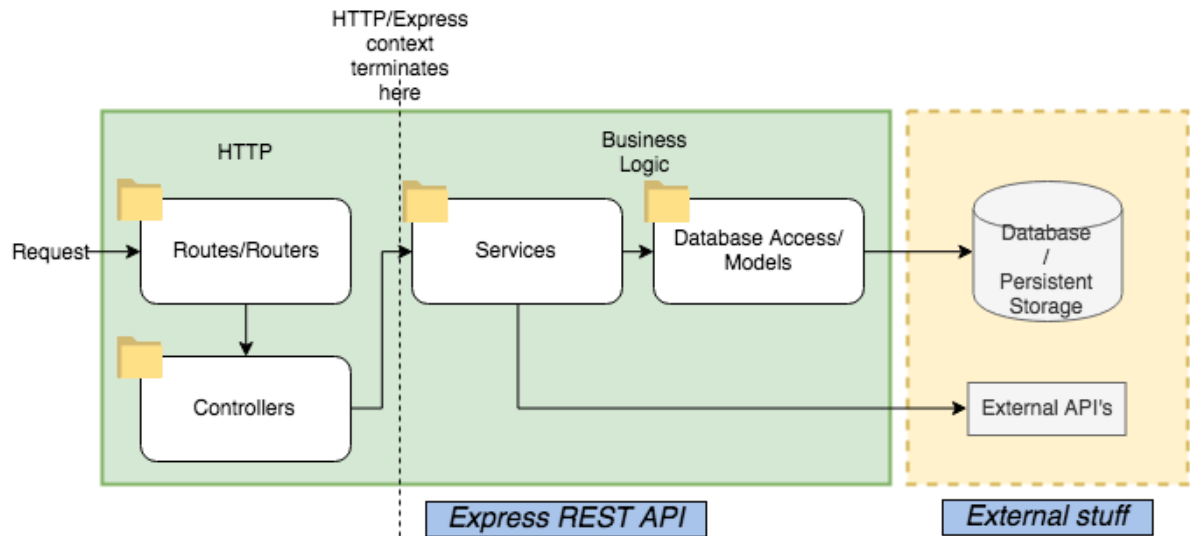 HTTP/Express
context
terminates
here
HTTP
Business
Logic
Request
Routes/Routers
Services
Database Access/
Models
Database
/
Persistent
Storage
Controllers
External API's
Express REST API
External stuff